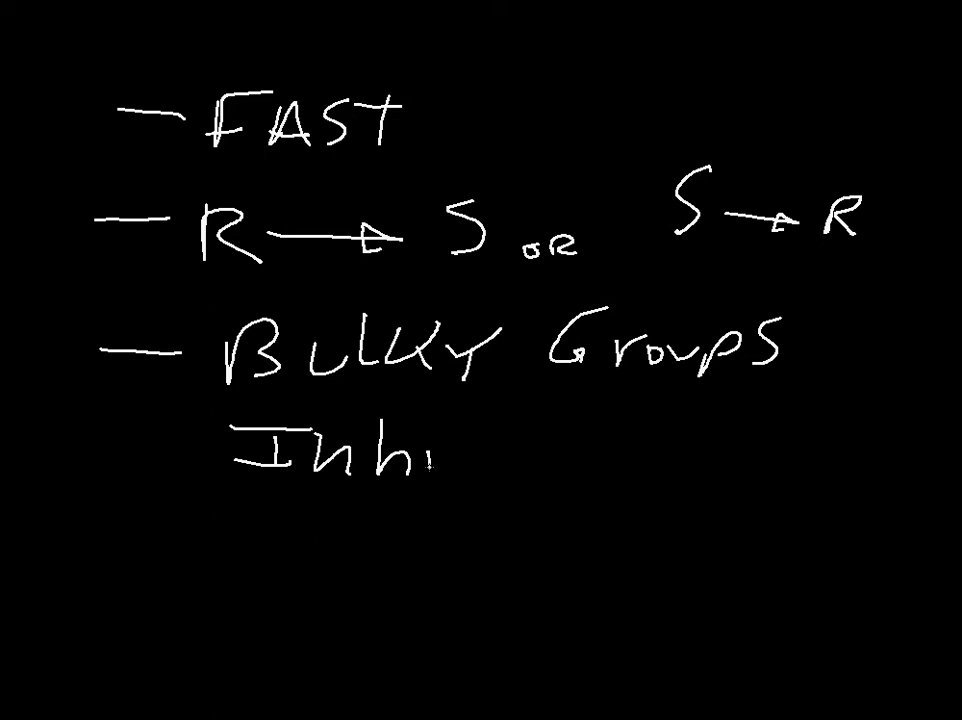 — FAST
— R → S OR S → R
— Bulky Groups
Inhi